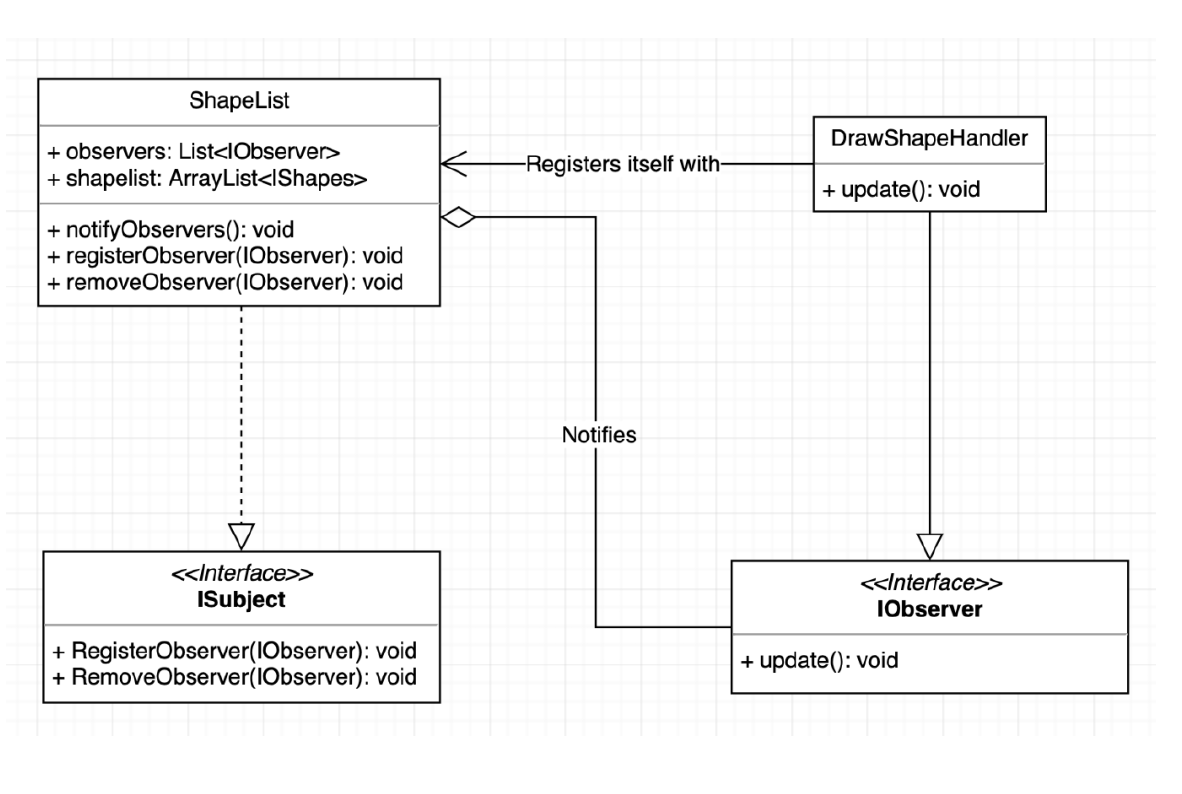 ShapeList
+ observers: List<IObserver>
+ shapelist: ArrayList<IShapes>
+ notifyObservers(): void
+ registerObserver(IObserver): void
+ removeObserver(IObserver): void
Registers itself with
DrawShapeHandler
+ update(): void
Notifies
<<Interface>>
ISubject
+ RegisterObserver(IObserver): void
+ RemoveObserver(IObserver): void
<<Interface>>
IObserver
+ update(): void